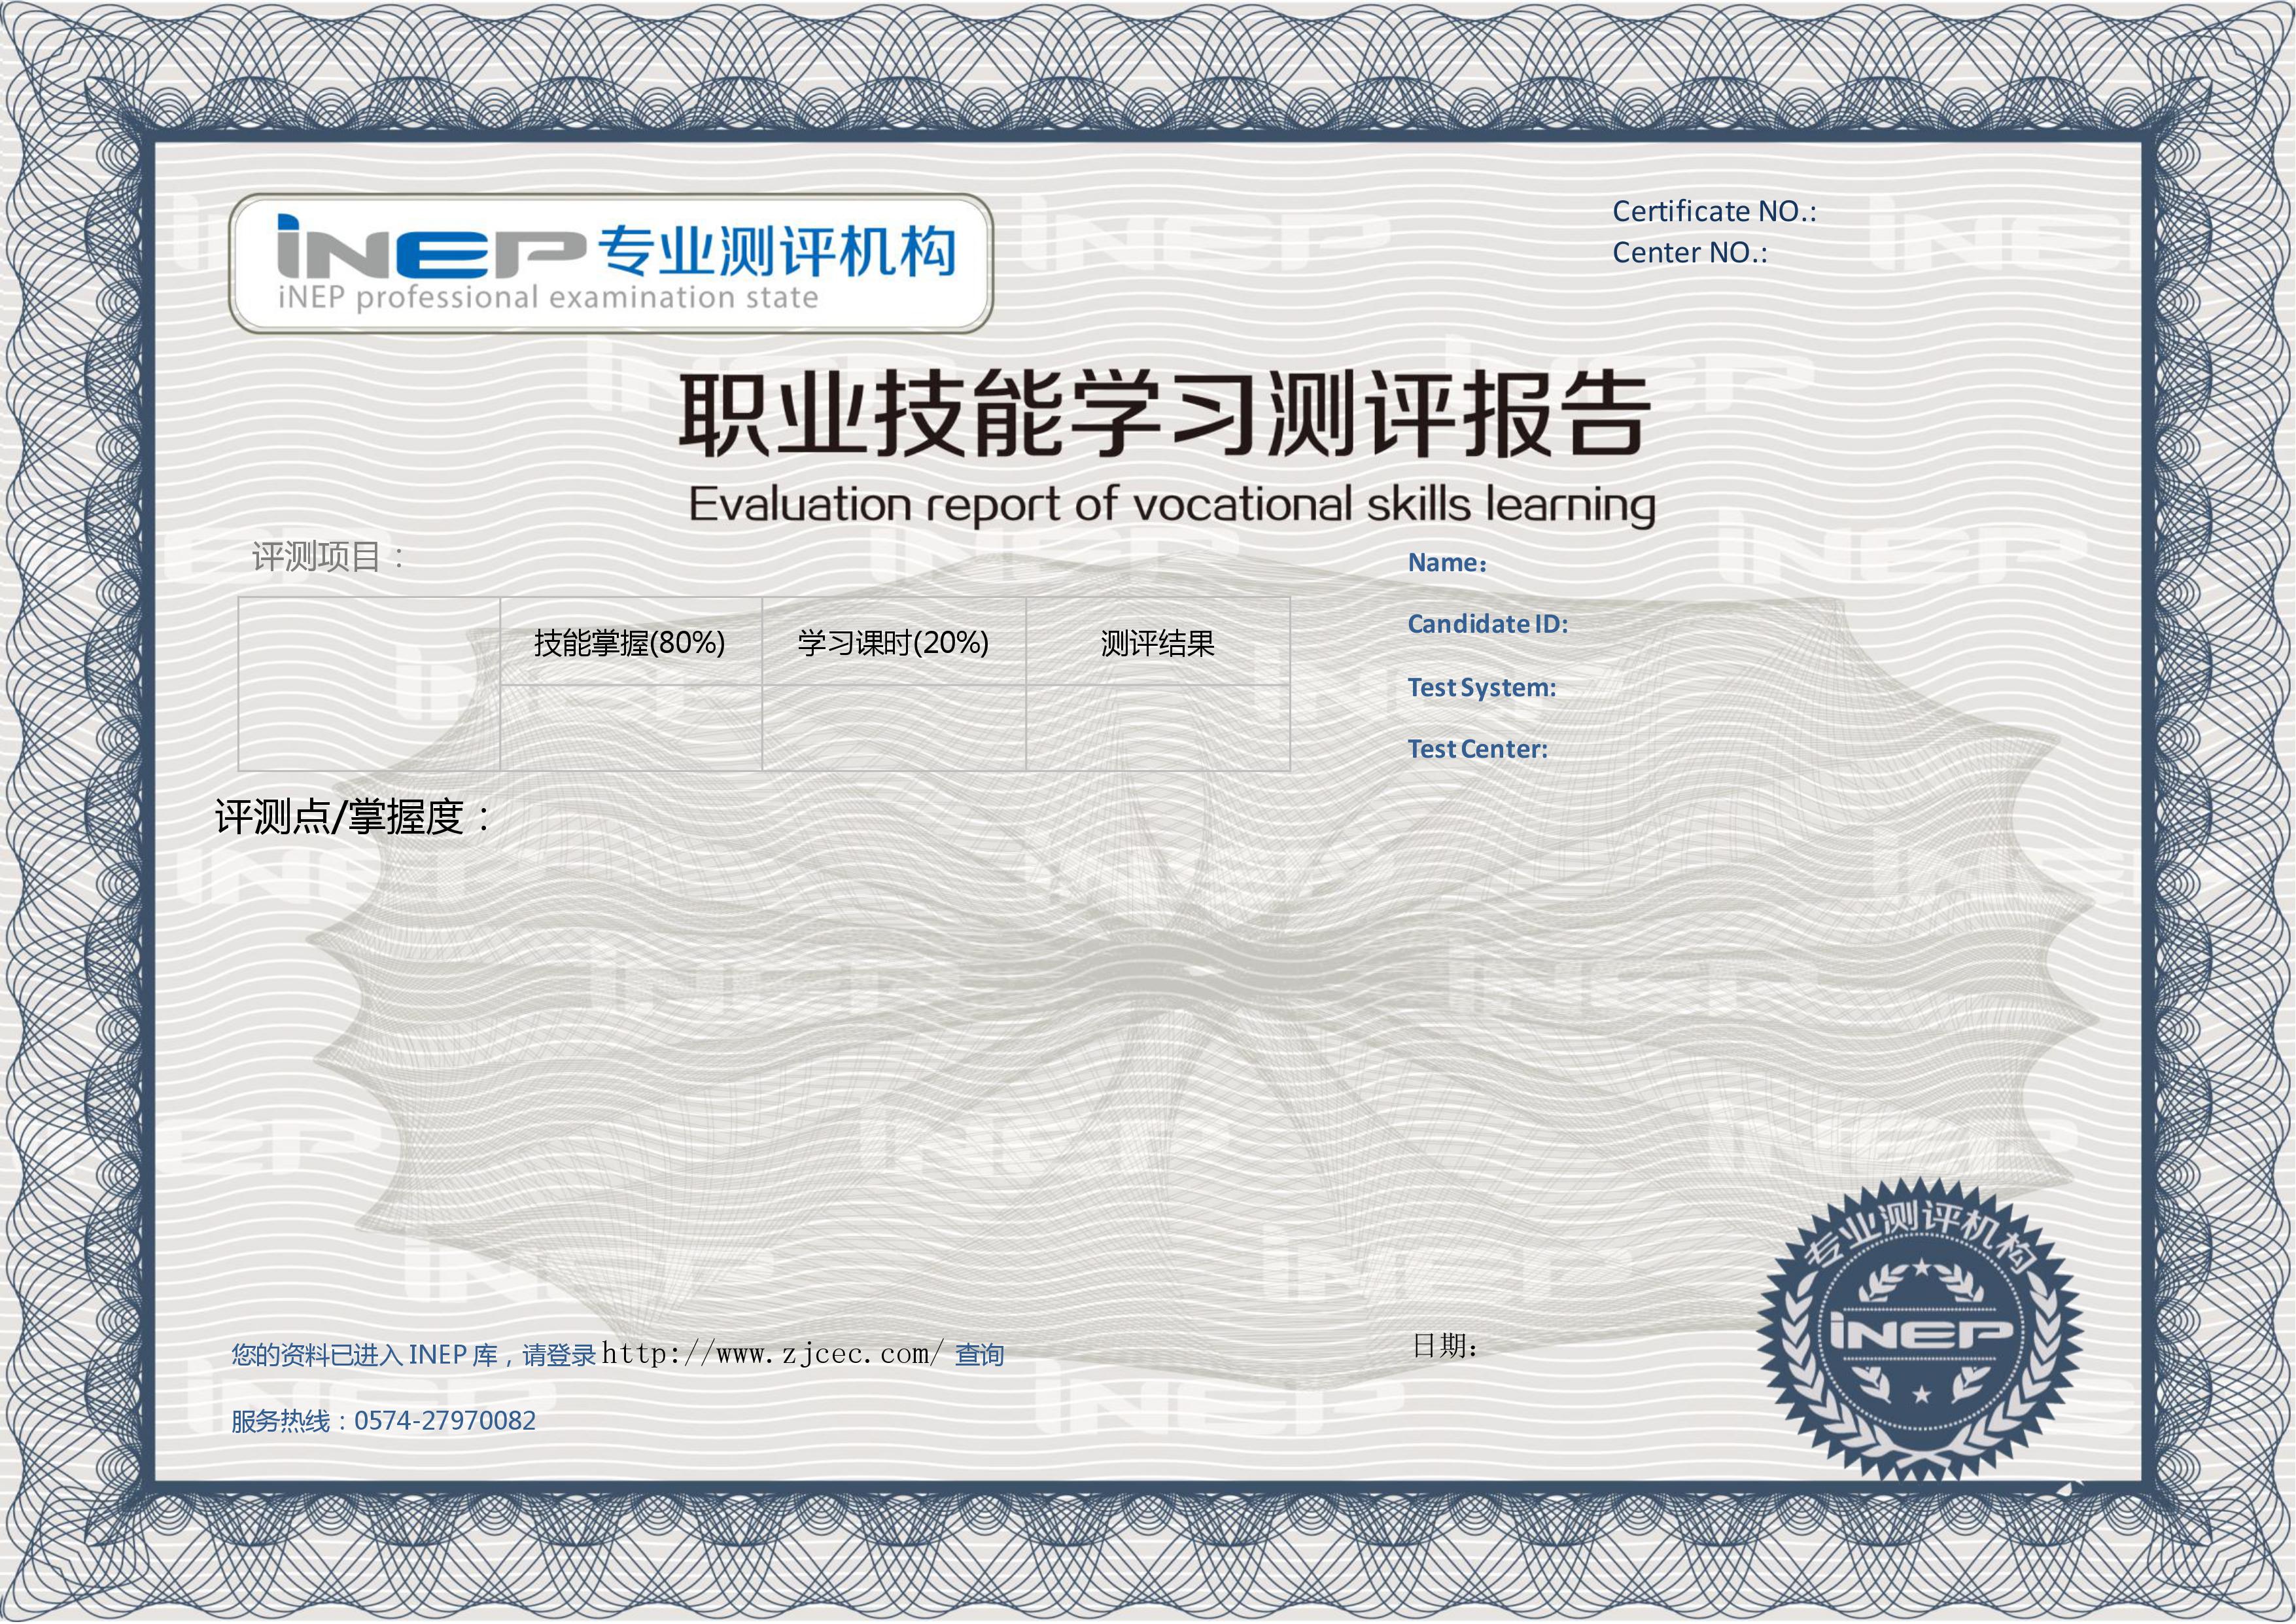 iNEP专业测评机构
iNEP professional examination state
Certificate NO.:
Center NO.:
职业技能学习测评报告
Evaluation report of vocational skills learning
评测项目：
Name：
Candidate ID:
Test System:
Test Center:
技能掌握(80%) 学习课时(20%) 测评结果
评测点/掌握度：
专业测评机构
iNEP
您的资料已进入 INEP 库，请登录 http://www.zjcec.com/ 查询
日期：
服务热线：0574-27970082